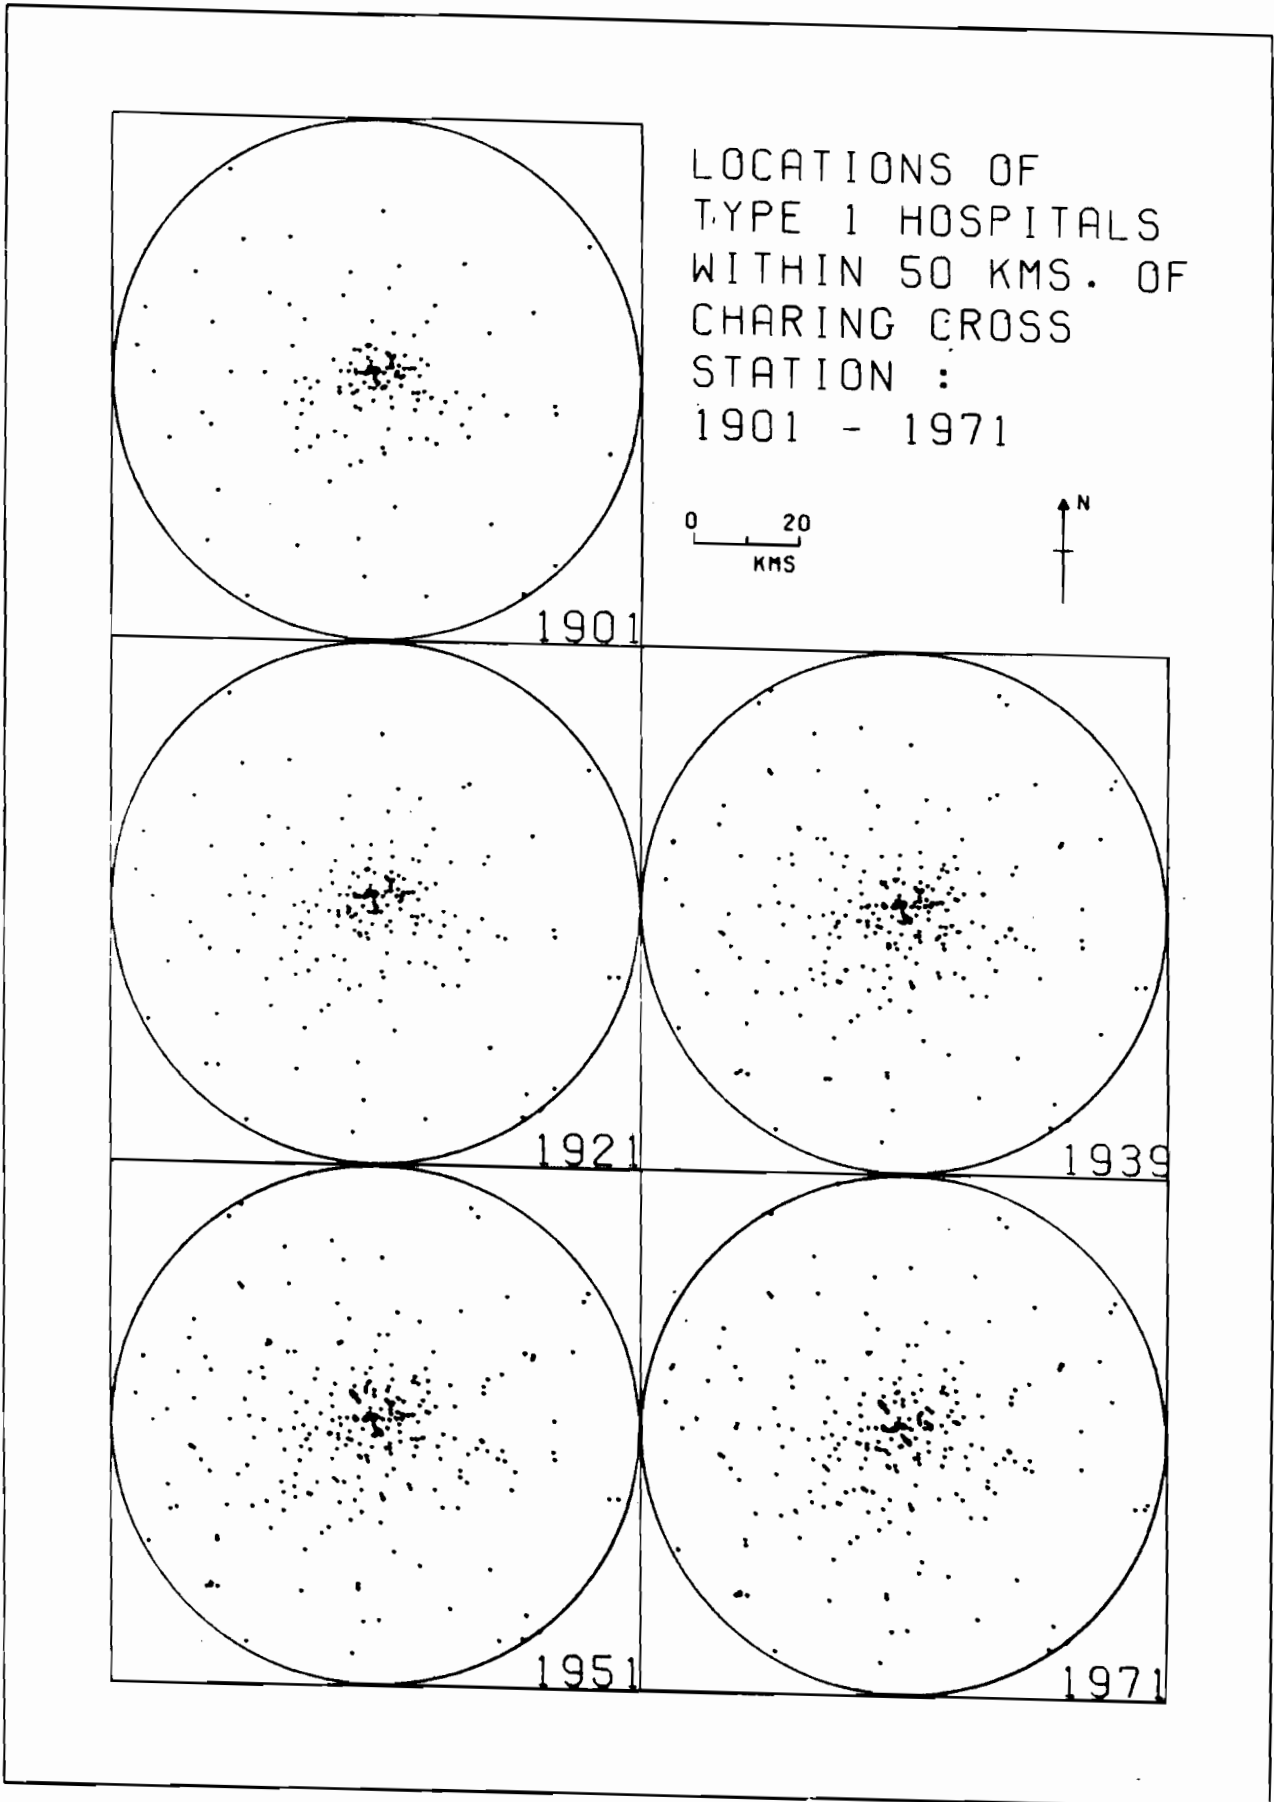 LOCATIONS OF
TYPE 1 HOSPITALS
WITHIN 50 KMS. OF
CHARING CROSS
STATION :
1901 - 1971
0 20
KMS
N
1901
1921
1939
1951
1971